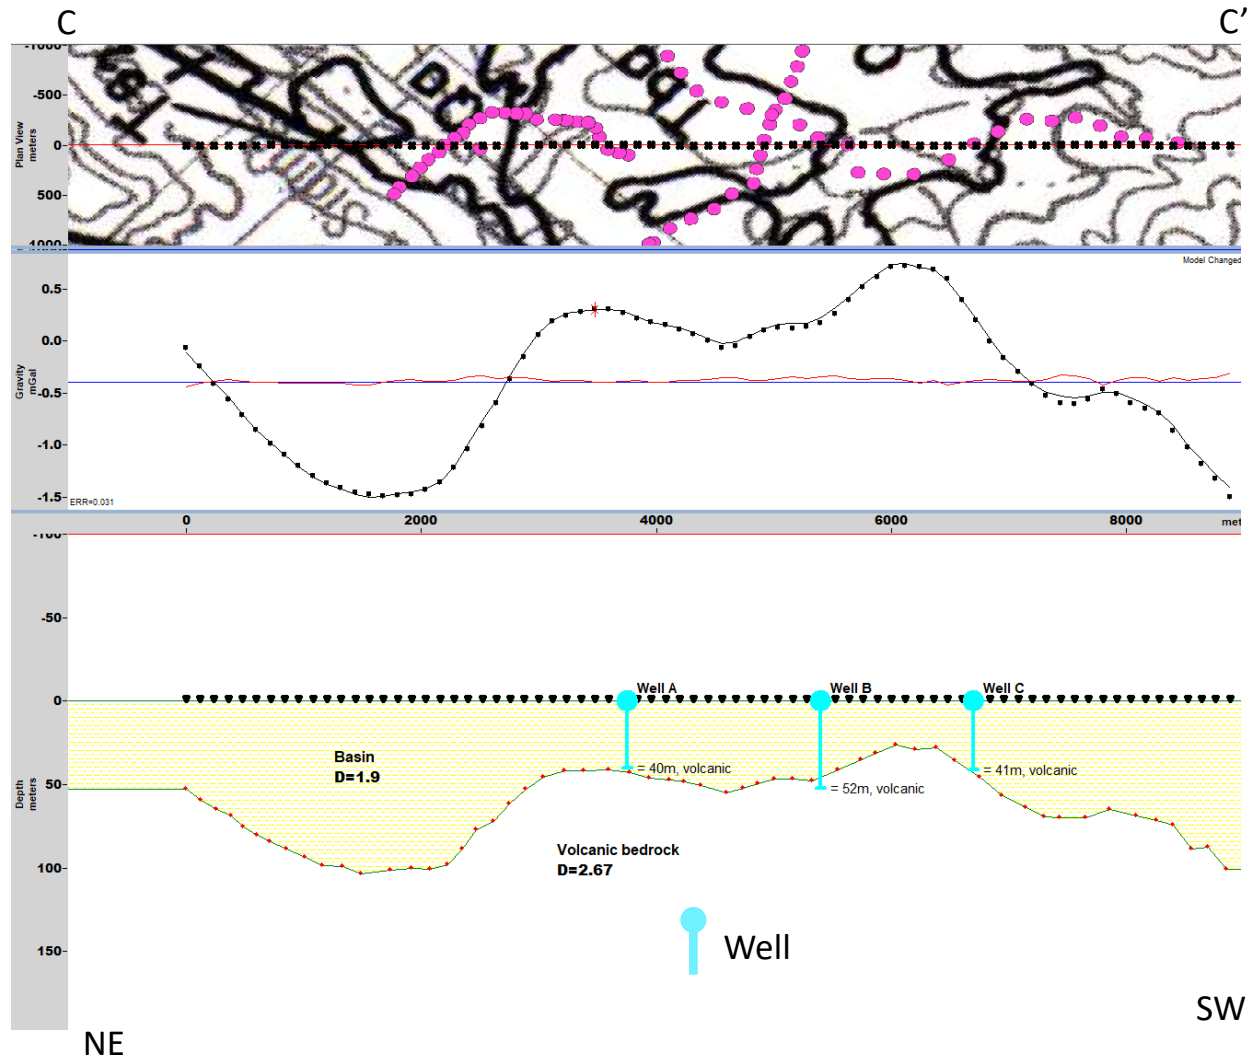 C
C'
-1000
-500
0
500
1000
Plan View
meters
Model Changed
0.5
0.0
-0.5
-1.0
-1.5
Gravity
mGal
ERR=0.031
0
2000
4000
6000
8000
met
-100
-50
0
50
100
150
Depth
meters
Well A
Well B
Well C
= 40m, volcanic
= 52m, volcanic
= 41m, volcanic
Basin
D=1.9
Volcanic bedrock
D=2.67
Well
SW
NE